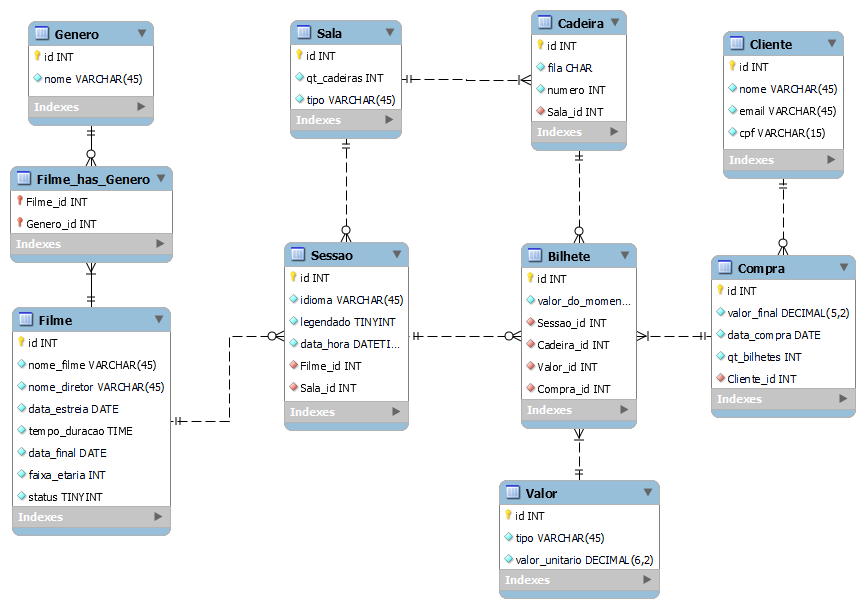 Genero
id INT
nome VARCHAR(45)
Indexes
Filme_has_Genero
Filme_id INT
Genero_id INT
Indexes
Filme
id INT
nome_filme VARCHAR(45)
nome_diretor VARCHAR(45)
data_estreia DATE
tempo_duracao TIME
data_final DATE
faixa_etaria INT
status TINYINT
Indexes
Sala
id INT
qt_cadeiras INT
tipo VARCHAR(45)
Indexes
Sessao
id INT
idioma VARCHAR(45)
legendado TINYINT
data_hora DATETI...
Filme_id INT
Sala_id INT
Indexes
Cadeira
id INT
fila CHAR
numero INT
Sala_id INT
Indexes
Bilhete
id INT
valor_do_momen...
Sessao_id INT
Cadeira_id INT
Valor_id INT
Compra_id INT
Indexes
Valor
id INT
tipo VARCHAR(45)
valor_unitario DECIMAL(6,2)
Indexes
Cliente
id INT
nome VARCHAR(45)
email VARCHAR(45)
cpf VARCHAR(15)
Indexes
Compra
id INT
valor_final DECIMAL(5,2)
data_compra DATE
qt_bilhetes INT
Cliente_id INT
Indexes